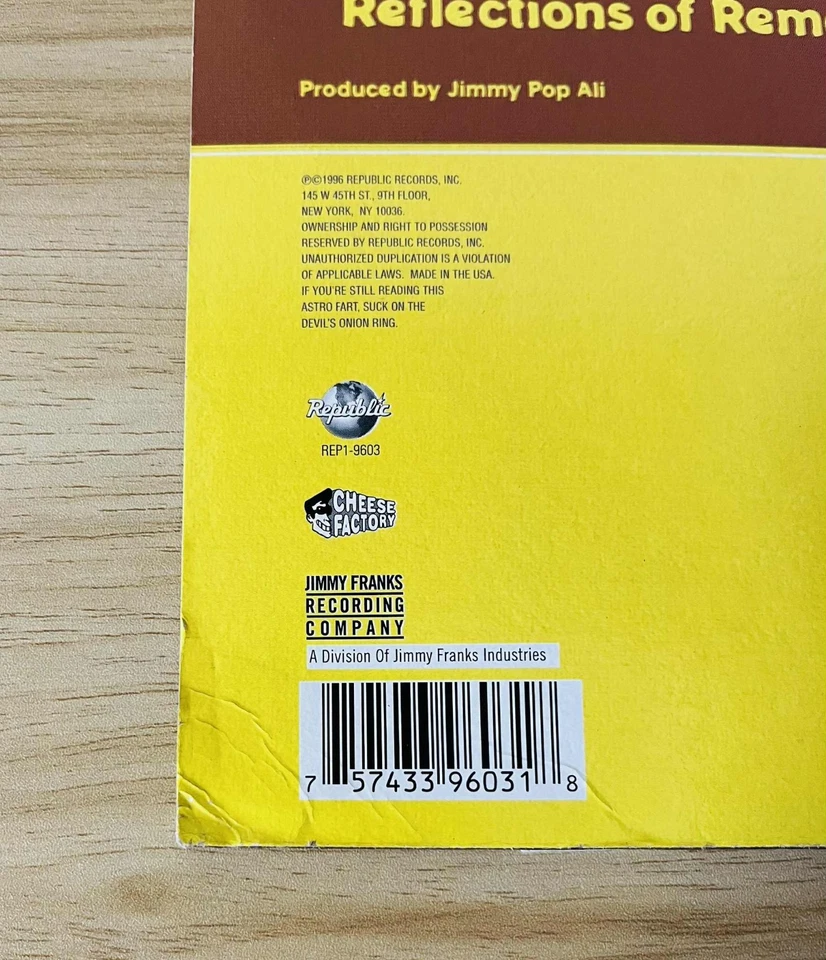 Reflections of
Produced by Jimmy Pop Ali
℗©1996 REPUBLIC RECORDS, INC.
145 W 45TH ST., 9TH FLOOR,
NEW YORK, NY 10036.
OWNERSHIP AND RIGHT TO POSSESSION
RESERVED BY REPUBLIC RECORDS, INC.
UNAUTHORIZED DUPLICATION IS A VIOLATION
OF APPLICABLE LAWS. MADE IN THE USA.
IF YOU'RE STILL READING THIS
ASTRO FART, SUCK ON THE
DEVIL'S ONION RING.
Republic
REP1-9603
CHEESE
FACTORY
JIMMY FRANKS
RECORDING
COMPANY
A Division Of Jimmy Franks Industries
7 57433 96031 8